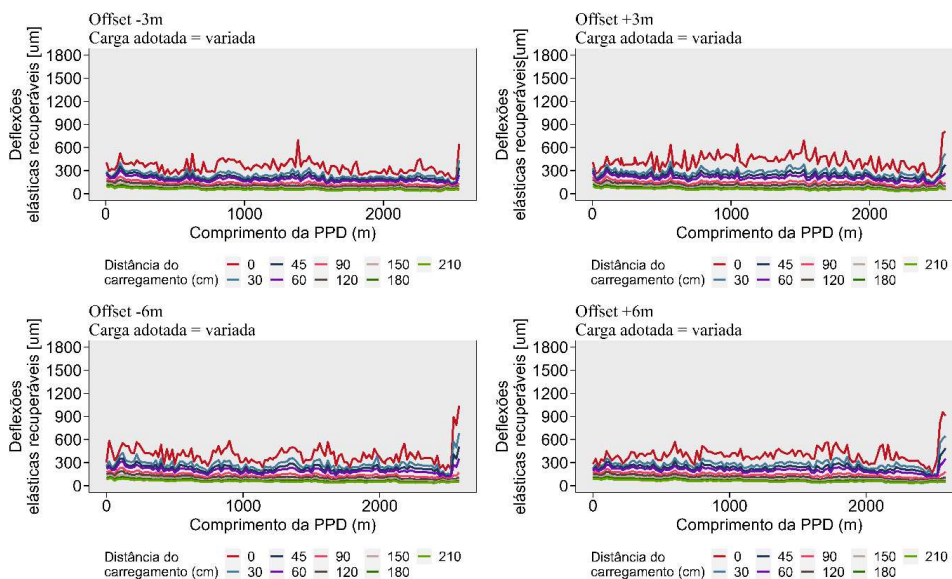 Offset -3m
Carga adotada = variada
Deflexões
elásticas recuperáveis [um]
1800
1500
1200
900
600
300
0
0
1000
2000
Comprimento da PPD (m)
Distância do
carregamento (cm)
0 45 90 150 210
30 60 120 180
Offset +3m
Carga adotada = variada
Deflexões
elásticas recuperáveis[um]
1800
1500
1200
900
600
300
0
0
1000
2000
Comprimento da PPD (m)
Distância do
carregamento (cm)
0 45 90 150 210
30 60 120 180
Offset -6m
Carga adotada = variada
Deflexões
elásticas recuperáveis [um]
1800
1500
1200
900
600
300
0
0
1000
2000
Comprimento da PPD (m)
Distância do
carregamento (cm)
0 45 90 150 210
30 60 120 180
Offset +6m
Carga adotada = variada
Deflexões
elásticas recuperáveis [um]
1800
1500
1200
900
600
300
0
0
1000
2000
Comprimento da PPD (m)
Distância do
carregamento (cm)
0 45 90 150 210
30 60 120 180